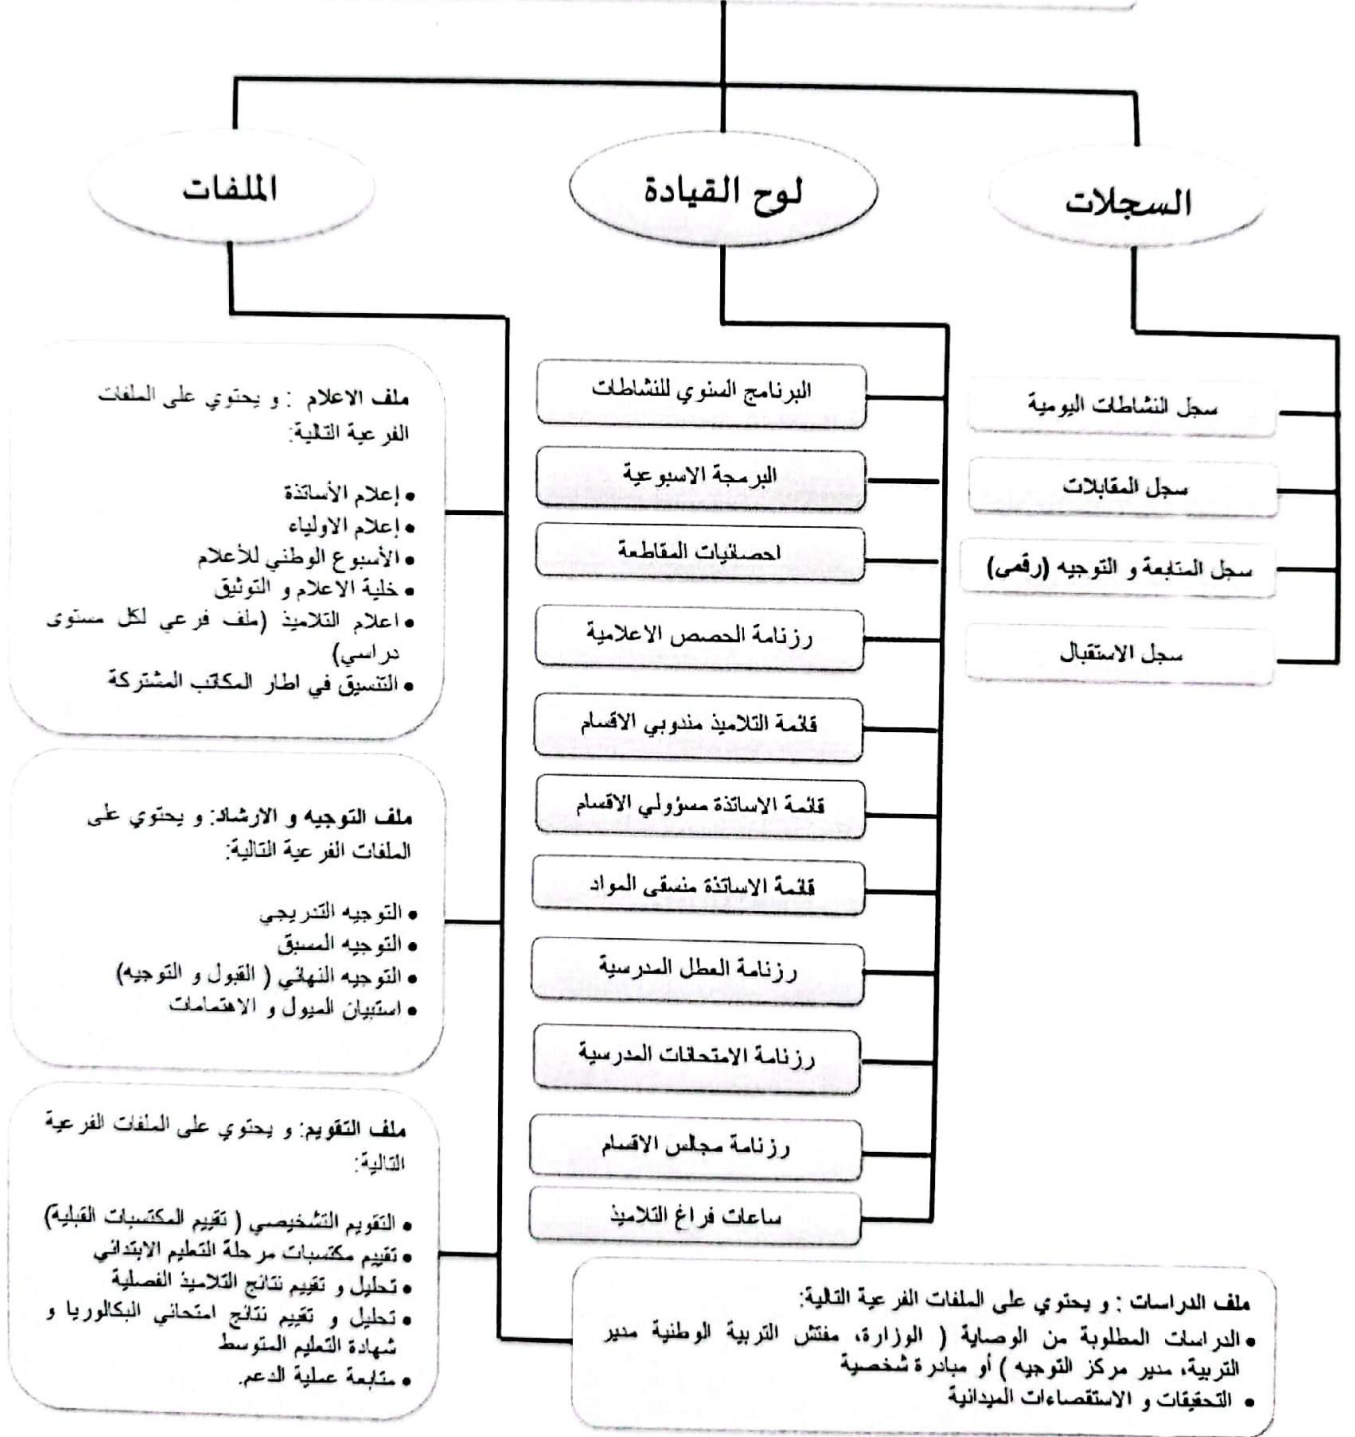 السجلات
سجل النشاطات اليومية
سجل المقابلات
سجل المتابعة و التوجيه (رقمي)
سجل الاستقبال
لوح القيادة
البرنامج السنوي للنشاطات
البرمجة الاسبوعية
احصائيات المقاطعة
رزنامة الحصص الاعلامية
قائمة التلاميذ مندوبي الاقسام
قائمة الاساتذة مسؤولي الاقسام
قائمة الاساتذة منسقي المواد
رزنامة العطل المدرسية
رزنامة الامتحانات المدرسية
رزنامة مجالس الاقسام
ساعات فراغ التلاميذ
الملفات
ملف الاعلام : و يحتوي على الملفات
الفرعية التالية:
• إعلام الأساتذة
• إعلام الاولياء
• الأسبوع الوطني للأعلام
• خلية الاعلام و التوثيق
• اعلام التلاميذ (ملف فرعي لكل مستوى
دراسي)
• التنسيق في اطار المكاتب المشتركة
ملف التوجيه و الارشاد: و يحتوي على
الملفات الفرعية التالية:
• التوجيه التدريجي
• التوجيه المسبق
• التوجيه النهائي ( القبول و التوجيه)
• استبيان الميول و الاهتمامات
ملف التقويم: و يحتوي على الملفات الفرعية
التالية:
• التقويم التشخيصي ( تقييم المكتسبات القبلية)
• تقييم مكتسبات مرحلة التعليم الابتدائي
• تحليل و تقييم نتائج التلاميذ الفصلية
• تحليل و تقييم نتائج امتحاني البكالوريا و
شهادة التعليم المتوسط
• متابعة عملية الدعم.
ملف الدراسات : و يحتوي على الملفات الفرعية التالية:
• الدراسات المطلوبة من الوصاية ( الوزارة، مفتش التربية الوطنية مدير
التربية، مدير مركز التوجيه ) أو مبادرة شخصية
• التحقيقات و الاستقصاءات الميدانية